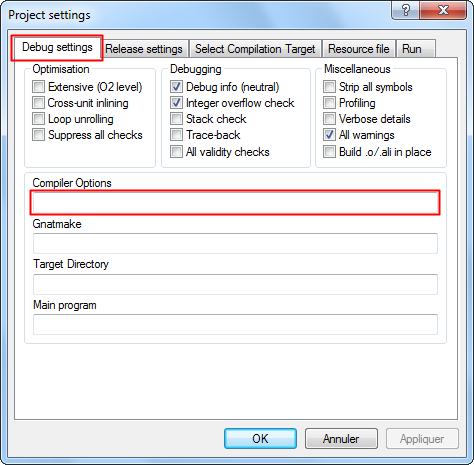 Project settings
Debug settings
Release settings
Select Compilation Target
Resource file
Run
Optimisation
Extensive (O2 level)
Cross-unit inlining
Loop unrolling
Suppress all checks
Debugging
Debug info (neutral)
Integer overflow check
Stack check
Trace-back
All validity checks
Miscellaneous
Strip all symbols
Profiling
Verbose details
All warnings
Build .o/.ali in place
Compiler Options
Gnatmake
Target Directory
Main program
OK
Annuler
Appliquer